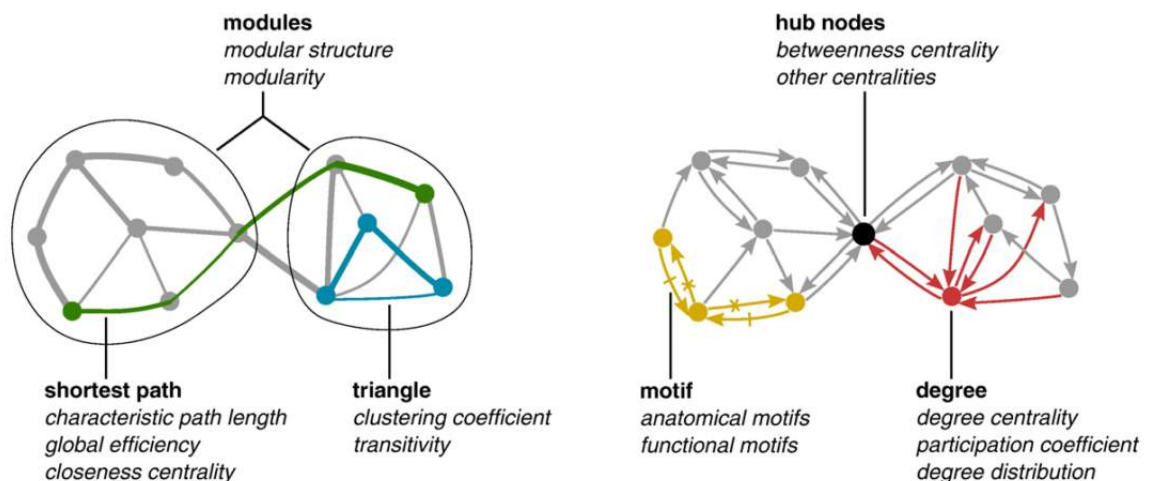 modules
modular structure
modularity
hub nodes
betweenness centrality
other centralities
shortest path
characteristic path length
global efficiency
closeness centrality
triangle
clustering coefficient
transitivity
motif
anatomical motifs
functional motifs
degree
degree centrality
participation coefficient
degree distribution